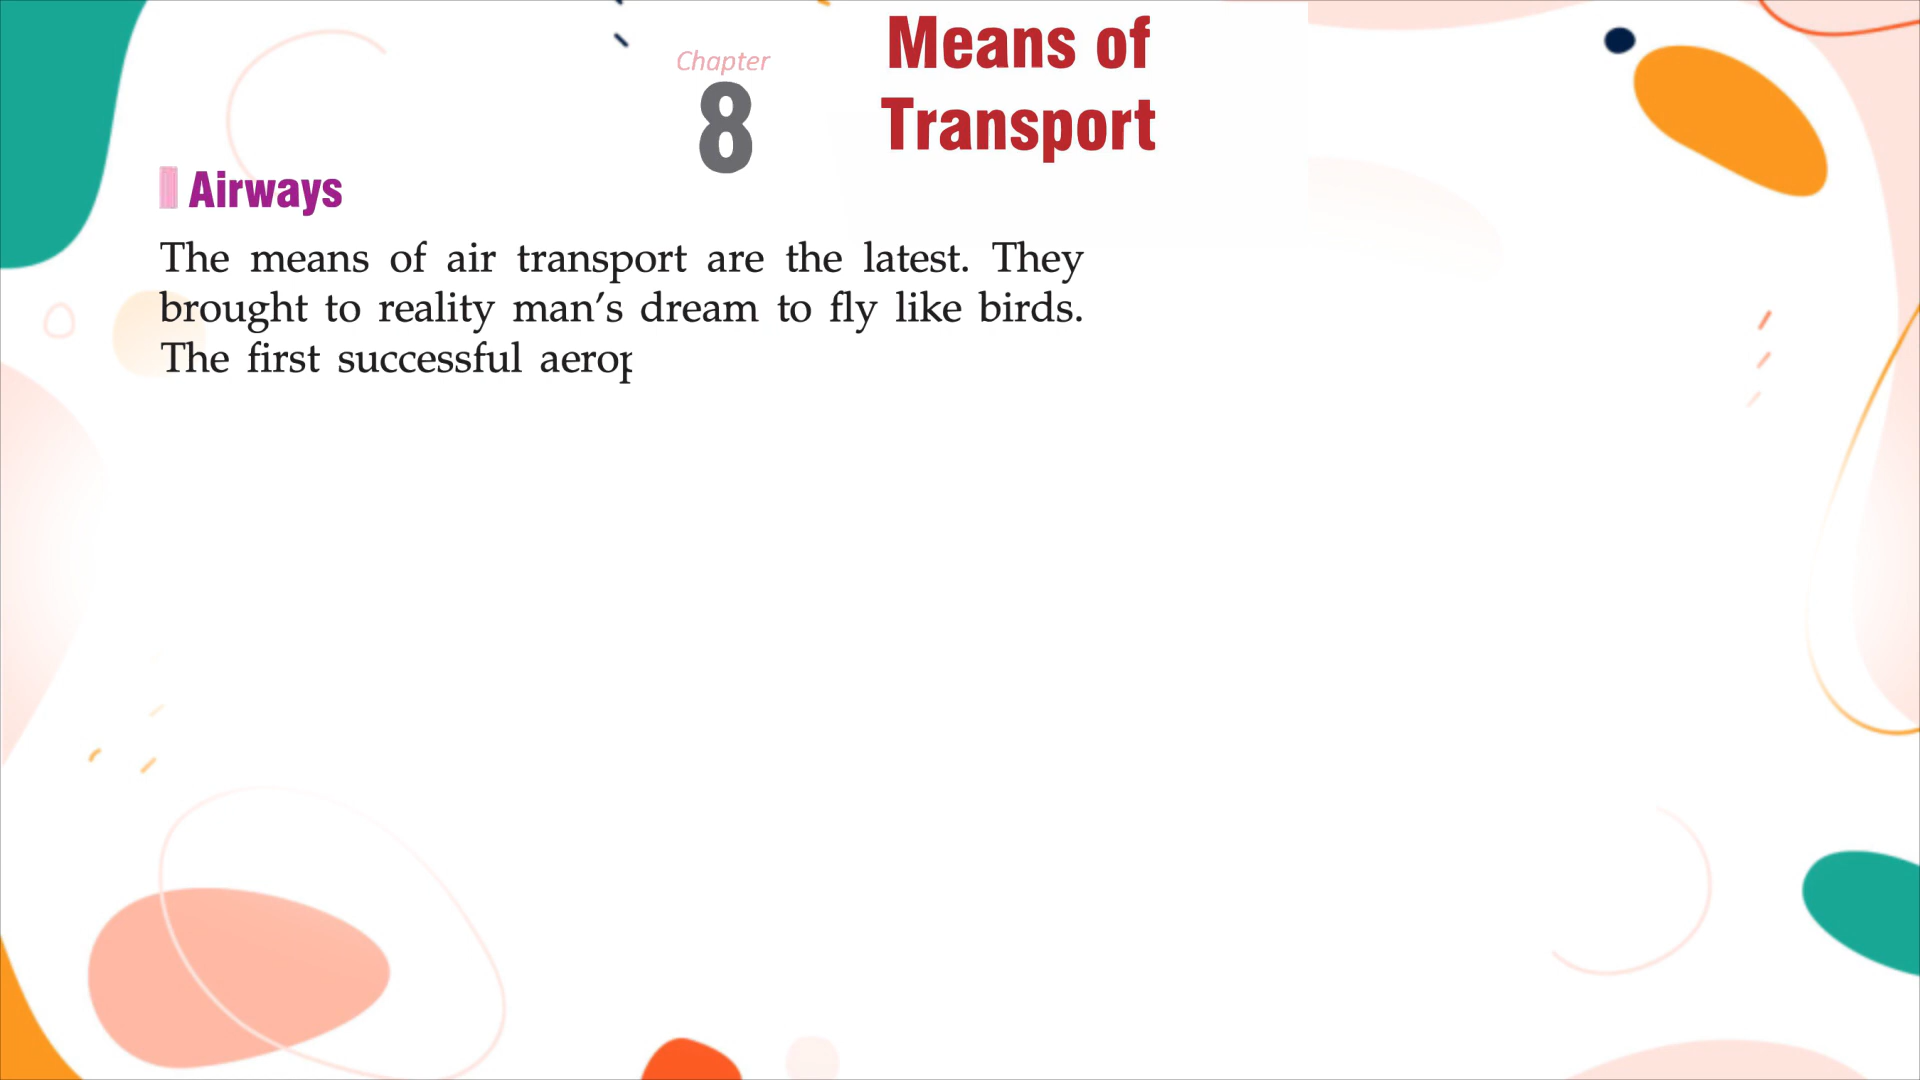 Chapter
8
Means of
Transport
Airways
The means of air transport are the latest. They
brought to reality man's dream to fly like birds.
The first successful aerop